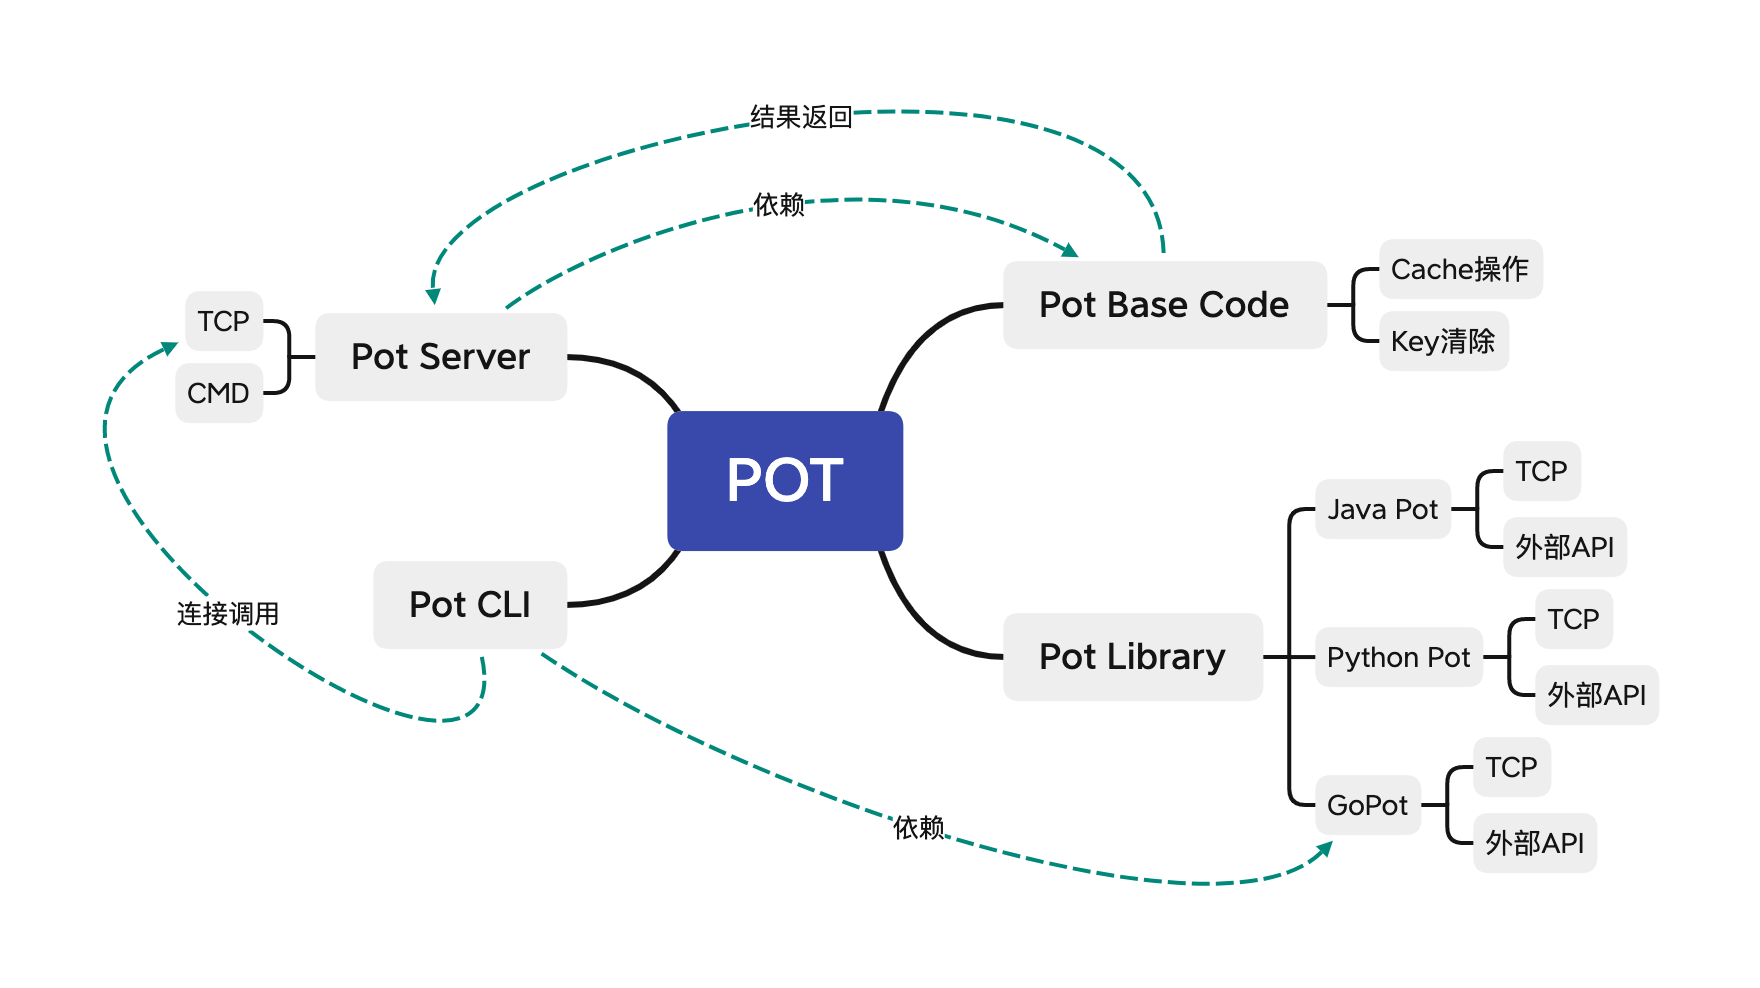 结果返回
依赖
Pot Base Code
Cache操作
Key清除
TCP
CMD
Pot Server
POT
Pot CLI
连接调用
Pot Library
Java Pot
TCP
外部API
Python Pot
TCP
外部API
GoPot
TCP
外部API
依赖